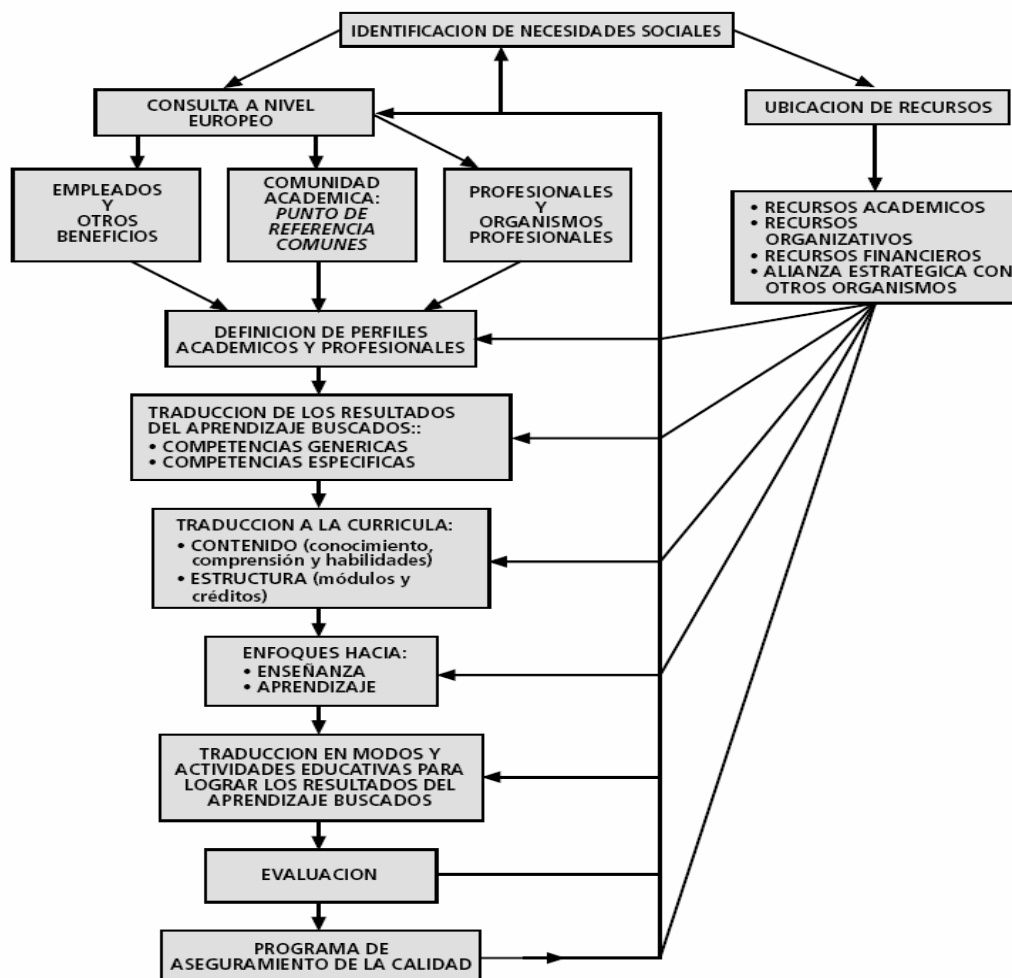 IDENTIFICACION DE NECESIDADES SOCIALES
CONSULTA A NIVEL
EUROPEO
UBICACION DE RECURSOS
EMPLEADOS
Y
OTROS
BENEFICIOS
COMUNIDAD
ACADEMICA:
PUNTO DE
REFERENCIA
COMUNES
PROFESIONALES
Y
ORGANISMOS
PROFESIONALES
• RECURSOS ACADEMICOS
• RECURSOS
ORGANIZATIVOS
• RECURSOS FINANCIEROS
• ALIANZA ESTRATEGICA CON
OTROS ORGANISMOS
DEFINICION DE PERFILES
ACADEMICOS Y PROFESIONALES
TRADUCCION DE LOS RESULTADOS
DEL APRENDIZAJE BUSCADOS::
• COMPETENCIAS GENERICAS
• COMPETENCIAS ESPECIFICAS
TRADUCCION A LA CURRICULA:
• CONTENIDO (conocimiento,
comprensión y habilidades)
• ESTRUCTURA (módulos y
créditos)
ENFOQUES HACIA:
• ENSEÑANZA
• APRENDIZAJE
TRADUCCION EN MODOS Y
ACTIVIDADES EDUCATIVAS PARA
LOGRAR LOS RESULTADOS DEL
APRENDIZAJE BUSCADOS
EVALUACION
PROGRAMA DE
ASEGURAMIENTO DE LA CALIDAD